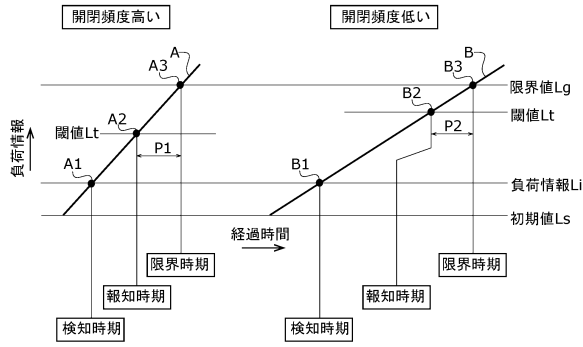 開閉頻度高い
開閉頻度低い
A
B
A3
B3
限界値Lg
B2
閾値Lt
A2
閾値Lt
P1
P2
負荷情報
A1
B1
負荷情報Li
初期値Ls
経過時間
限界時期
限界時期
報知時期
報知時期
検知時期
検知時期